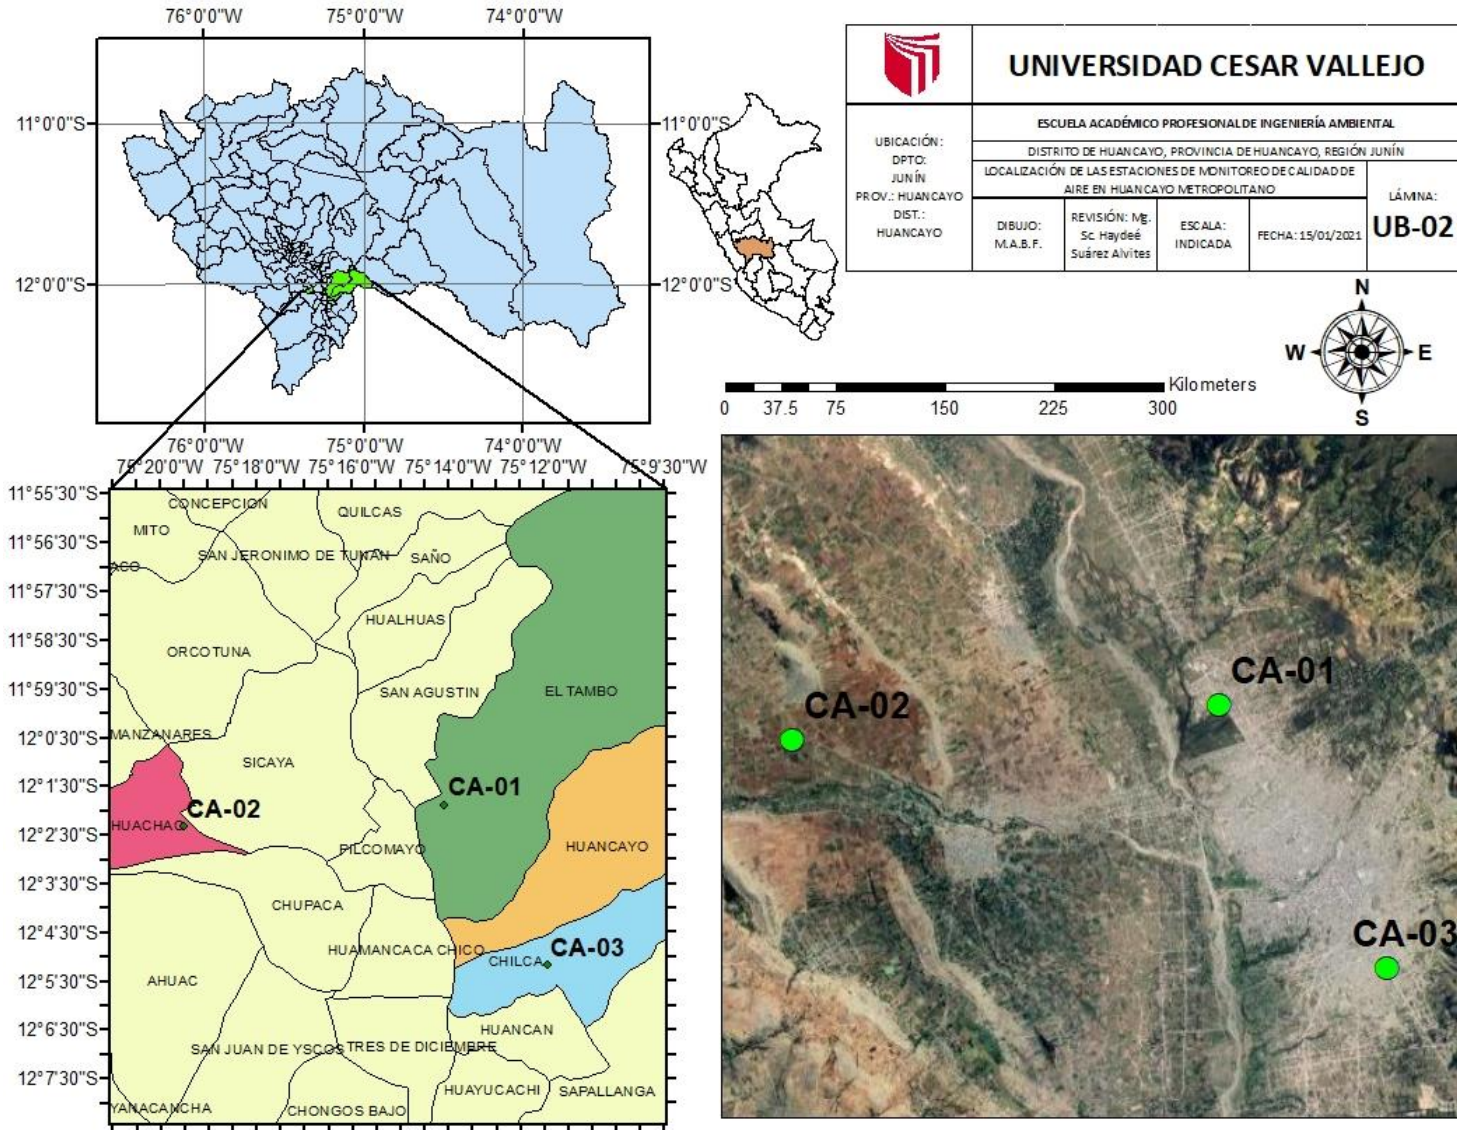 76°0'0"W 75°0'0"W 74°0'0"W
11°0'0"S
11°0'0"S
12°0'0"S
12°0'0"S
76°0'0"W 75°0'0"W 74°0'0"W
UNIVERSIDAD CESAR VALLEJO
UBICACIÓN:
DPTO:
JUNÍN
PROV.: HUANCAYO
DIST.:
HUANCAYO
ESCUELA ACADÉMICO PROFESIONAL DE INGENIERÍA AMBIENTAL
DISTRITO DE HUANCAYO, PROVINCIA DE HUANCAYO, REGIÓN JUNÍN
LOCALIZACIÓN DE LAS ESTACIONES DE MONITOREO DE CALIDAD DE
AIRE EN HUANCAYO METROPOLITANO
DIBUJO:
M.A.B.F.
REVISIÓN: Mg.
Sc. Haydeé
Suárez Alvites
ESCALA:
INDICADA
FECHA: 15/01/2021
LÁMINA:
UB-02
N
W E
S
Kilometers
0 37.5 75 150 225 300
75°20'0"W 75°18'0"W 75°16'0"W 75°14'0"W 75°12'0"W 75°9'30"W
11°55'30"S
11°56'30"S
11°57'30"S
11°58'30"S
11°59'30"S
12°0'30"S
12°1'30"S
12°2'30"S
12°3'30"S
12°4'30"S
12°5'30"S
12°6'30"S
12°7'30"S
CONCEPCION
QUILCAS
MITO
SAN JERONIMO DE TUNAN
SAÑO
ACO
HUALHUAS
ORCOTUNA
SAN AGUSTIN
EL TAMBO
MANZANARES
SICAYA
CA-01
CA-02
HUACHAC
PILCOMAYO
HUANCAYO
CHUPACA
HUAMANCACA CHICO
CA-03
CHILCA
AHUAC
HUANCAN
SAN JUAN DE YSCOS
TRES DE DICIEMBRE
HUAYUCACHI
SAPALLANGA
YANACANCHA
CHONGOS BAJO
CA-01
CA-02
CA-03